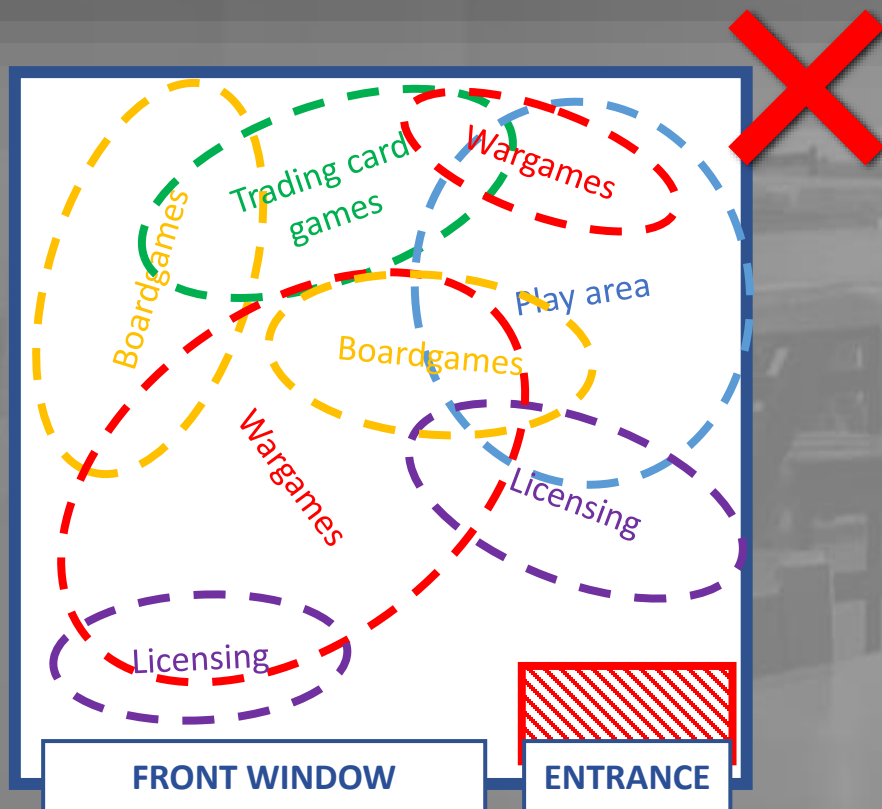 Wargames
Trading card
games
Boardgames
Play area
Boardgames
Wargames
Licensing
Licensing
FRONT WINDOW
ENTRANCE